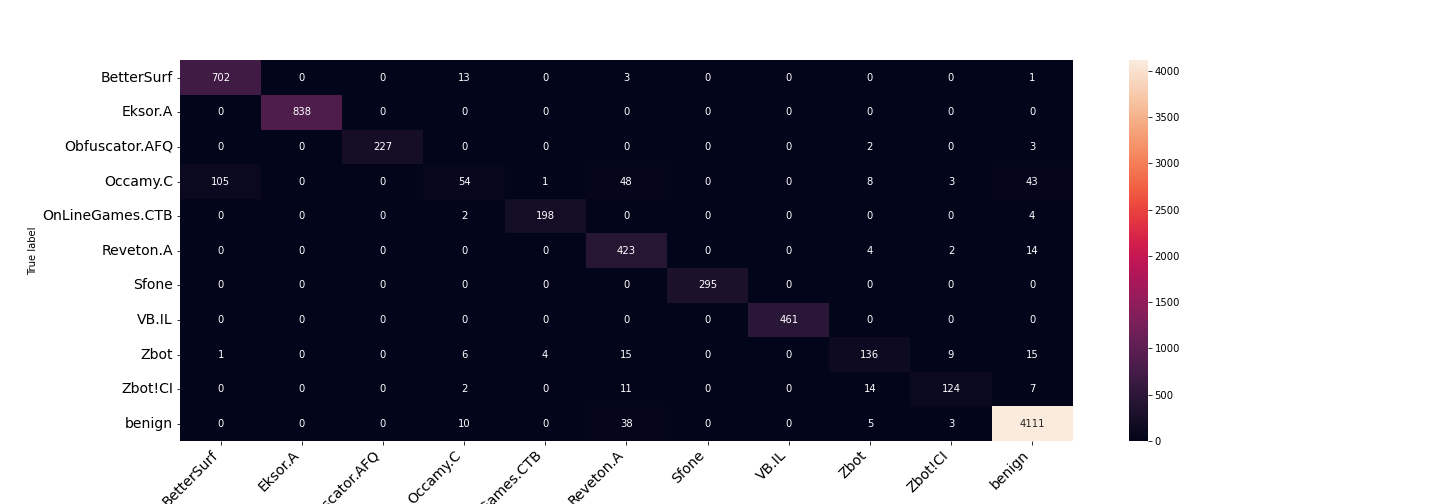 BetterSurf 702 0 0 13 0 3 0 0 0 0 1
Eksor.A 0 838 0 0 0 0 0 0 0 0 0
Obfuscator.AFQ 0 0 227 0 0 0 0 0 2 0 3
Occamy.C 105 0 0 54 1 48 0 0 8 3 43
OnLineGames.CTB 0 0 0 2 198 0 0 0 0 0 4
Reveton.A 0 0 0 0 0 423 0 0 4 2 14
Sfone 0 0 0 0 0 0 295 0 0 0 0
VB.IL 0 0 0 0 0 0 0 461 0 0 0
Zbot 1 0 0 6 4 15 0 0 136 9 15
Zbot!CI 0 0 0 2 0 11 0 0 14 124 7
benign 0 0 0 10 0 38 0 0 5 3 4111
True label
BetterSurf
Eksor.A
scator.AFQ
Occamy.C
Games.CTB
Reveton.A
Sfone
VB.IL
Zbot
Zbot!CI
benign
4000
3500
3000
2500
2000
1500
1000
500
0